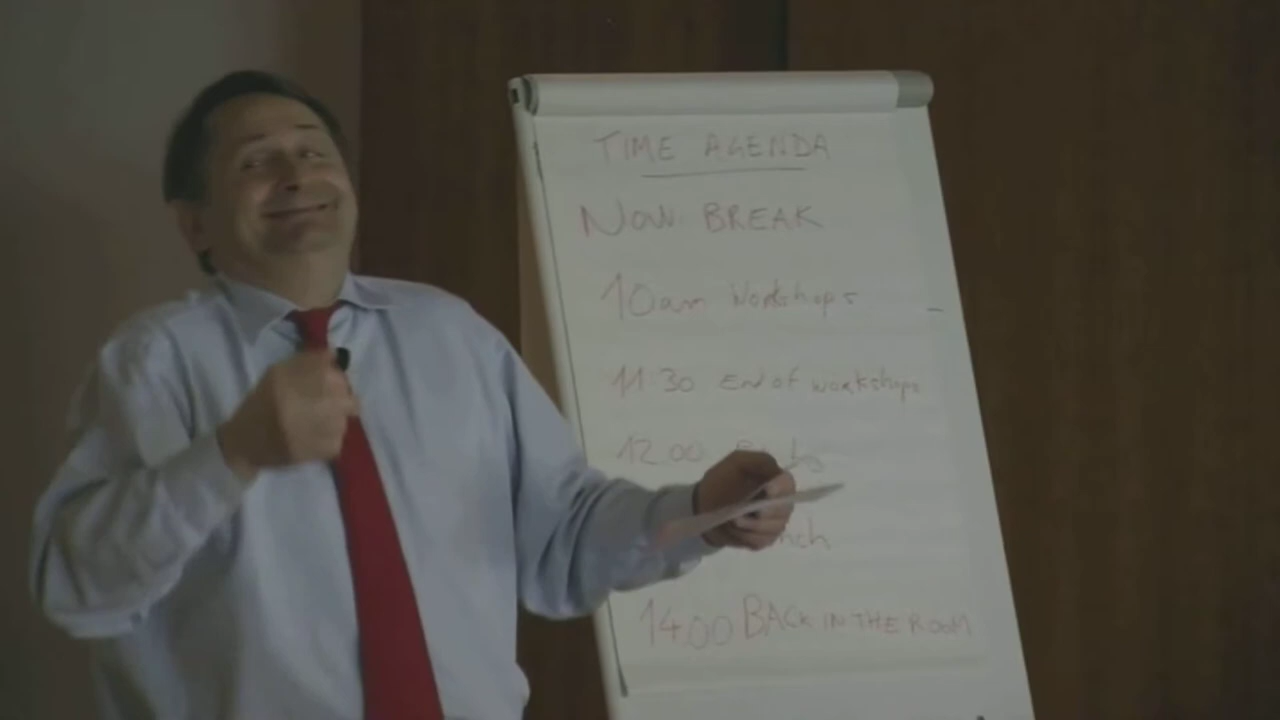 TIME AGENDA
NOW BREAK
10am Workshops
11:30 End of workshops
12.00
14.00 BACK IN THE ROOM